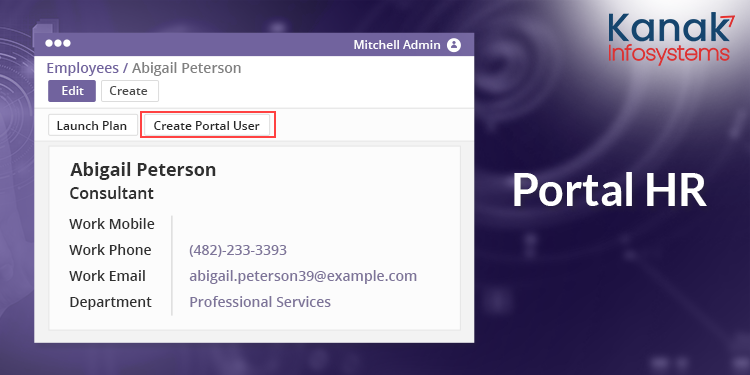 Kanak
Infosystems
Mitchell Admin
Employees / Abigail Peterson
Edit Create
Launch Plan Create Portal User
Abigail Peterson
Consultant
Work Mobile
Work Phone (482)-233-3393
Work Email abigail.peterson39@example.com
Department Professional Services
Portal HR